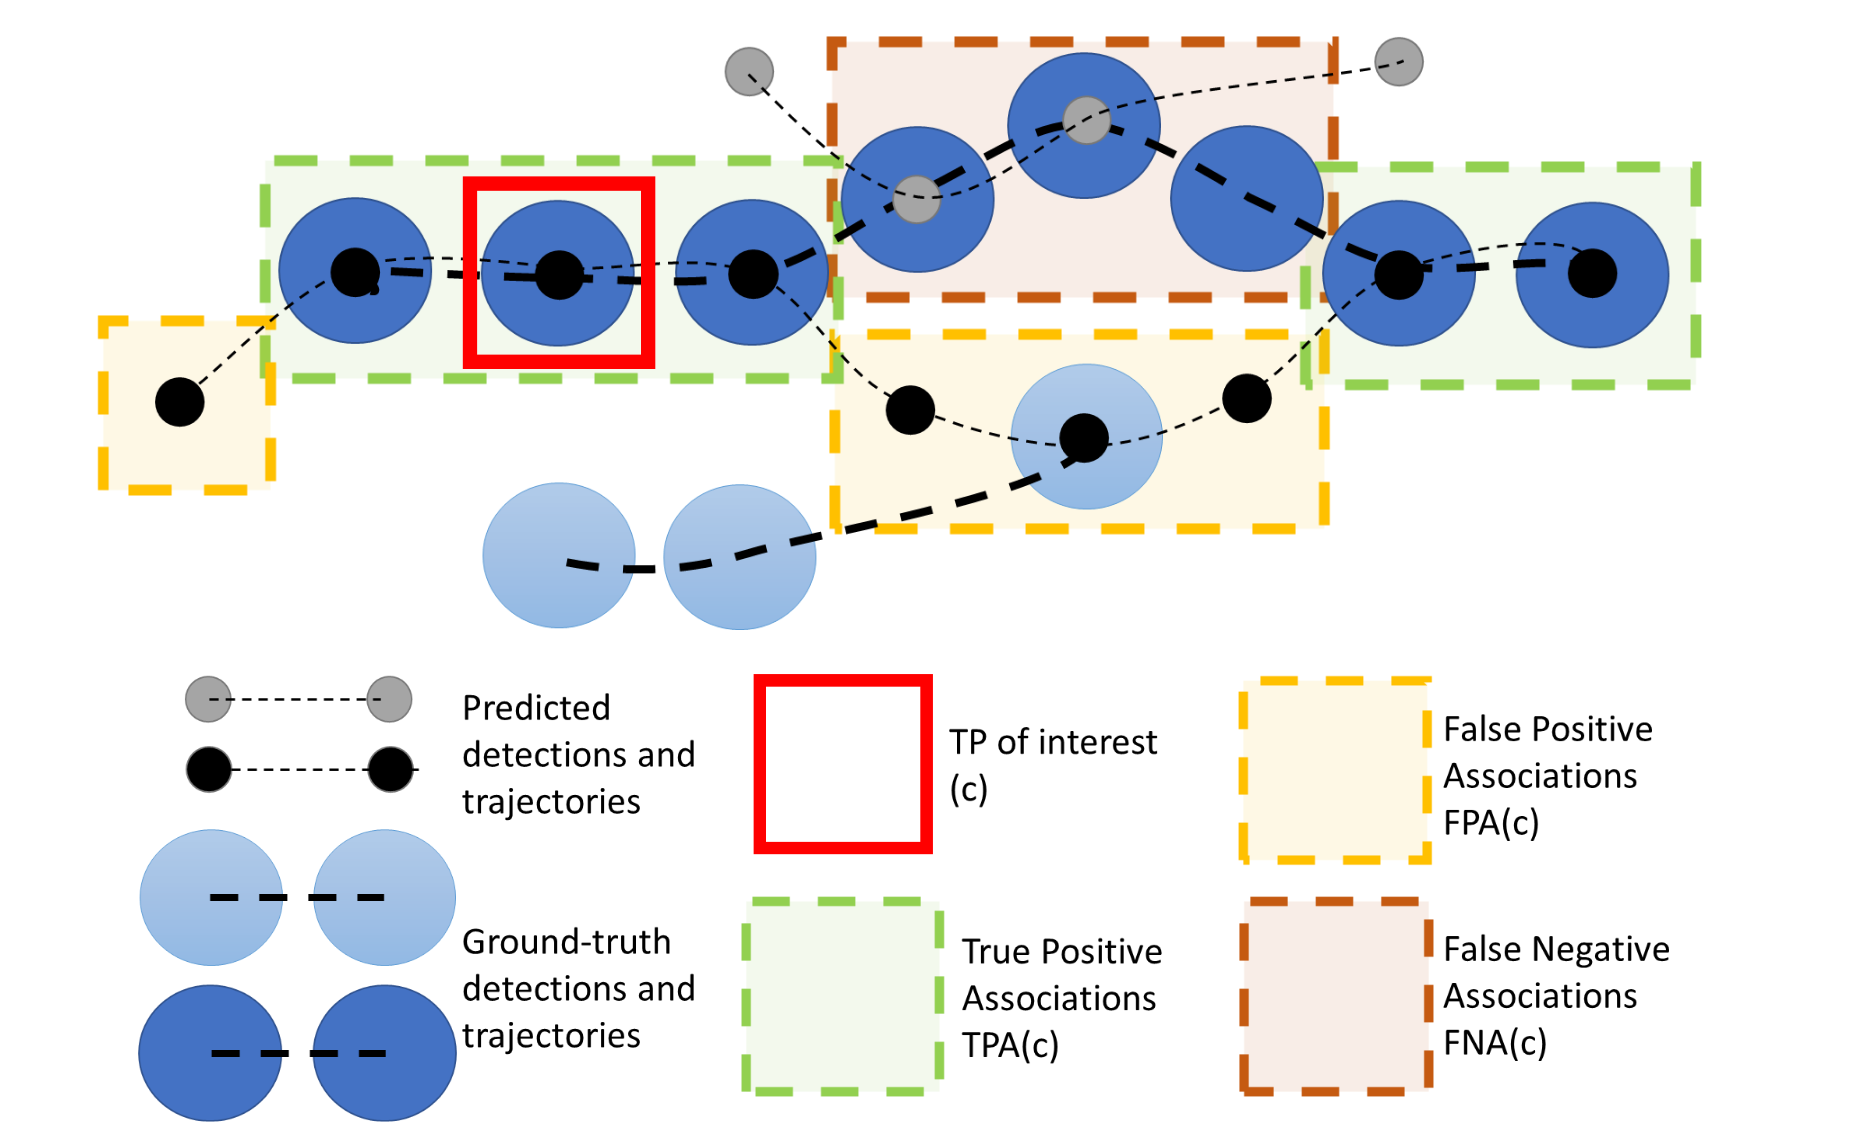 Predicted
detections and
trajectories
TP of interest
(c)
False Positive
Associations
FPA(c)
Ground-truth
detections and
trajectories
True Positive
Associations
TPA(c)
False Negative
Associations
FNA(c)